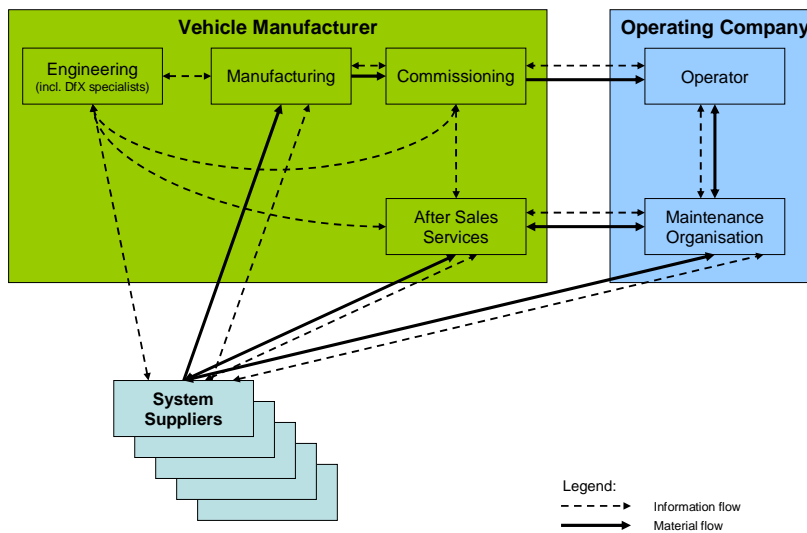 Vehicle Manufacturer
Operating Company
Engineering
(incl. DfX specialists)
Manufacturing
Commissioning
Operator
After Sales
Services
Maintenance
Organisation
System
Suppliers
Legend:
Information flow
Material flow